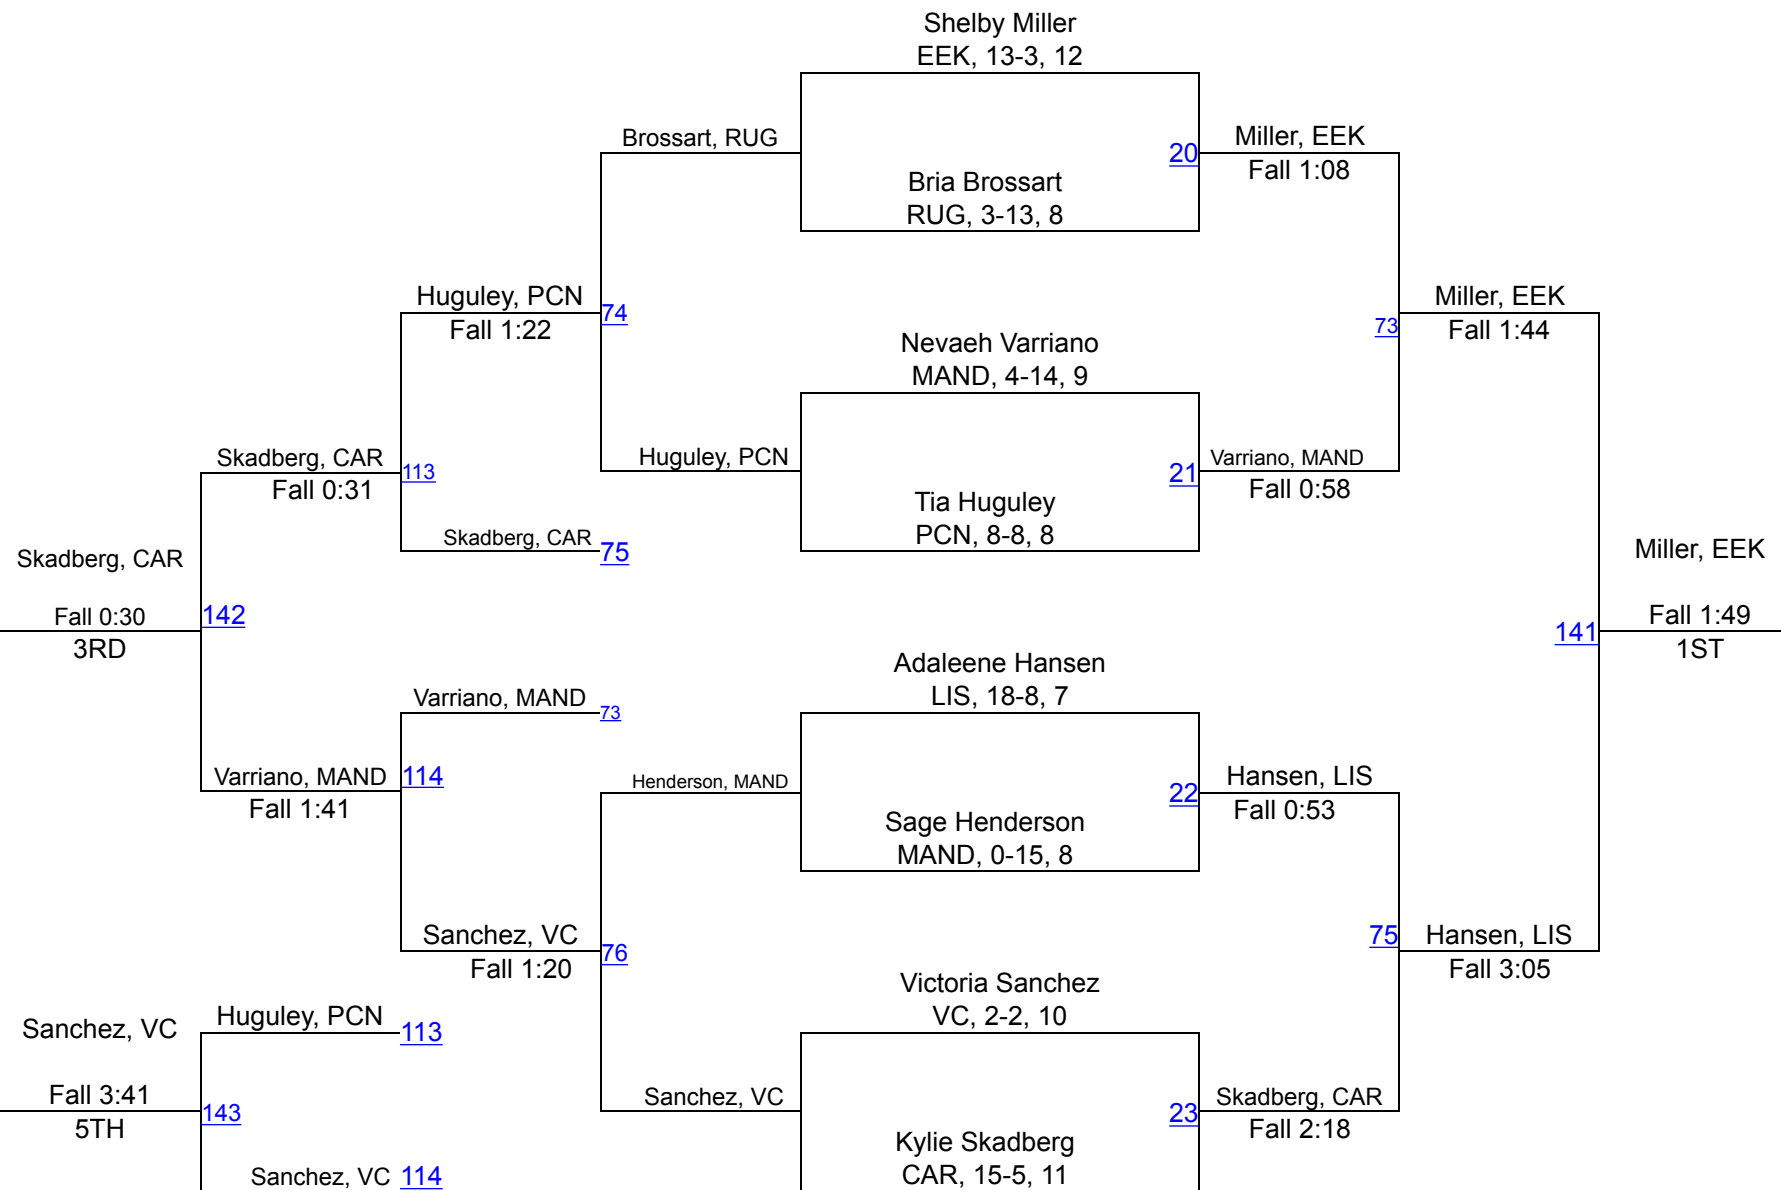 Shelby Miller
EEK, 13-3, 12
Brossart, RUG
20
Miller, EEK
Fall 1:08
Bria Brossart
RUG, 3-13, 8
Huguley, PCN
Fall 1:22
74
Miller, EEK
Fall 1:44
73
Nevaeh Varriano
MAND, 4-14, 9
Skadberg, CAR
Fall 0:31
113
Huguley, PCN
21
Varriano, MAND
Fall 0:58
Tia Huguley
PCN, 8-8, 8
Skadberg, CAR
75
Skadberg, CAR
Fall 0:30
3RD
142
Miller, EEK
Fall 1:49
1ST
141
Adaleene Hansen
LIS, 18-8, 7
Varriano, MAND
73
Varriano, MAND
Fall 1:41
114
Henderson, MAND
22
Hansen, LIS
Fall 0:53
Sage Henderson
MAND, 0-15, 8
Sanchez, VC
Fall 1:20
76
75
Hansen, LIS
Fall 3:05
Victoria Sanchez
VC, 2-2, 10
Sanchez, VC
Fall 3:41
5TH
Huguley, PCN
113
143
Sanchez, VC
23
Skadberg, CAR
Fall 2:18
Kylie Skadberg
CAR, 15-5, 11
Sanchez, VC
114